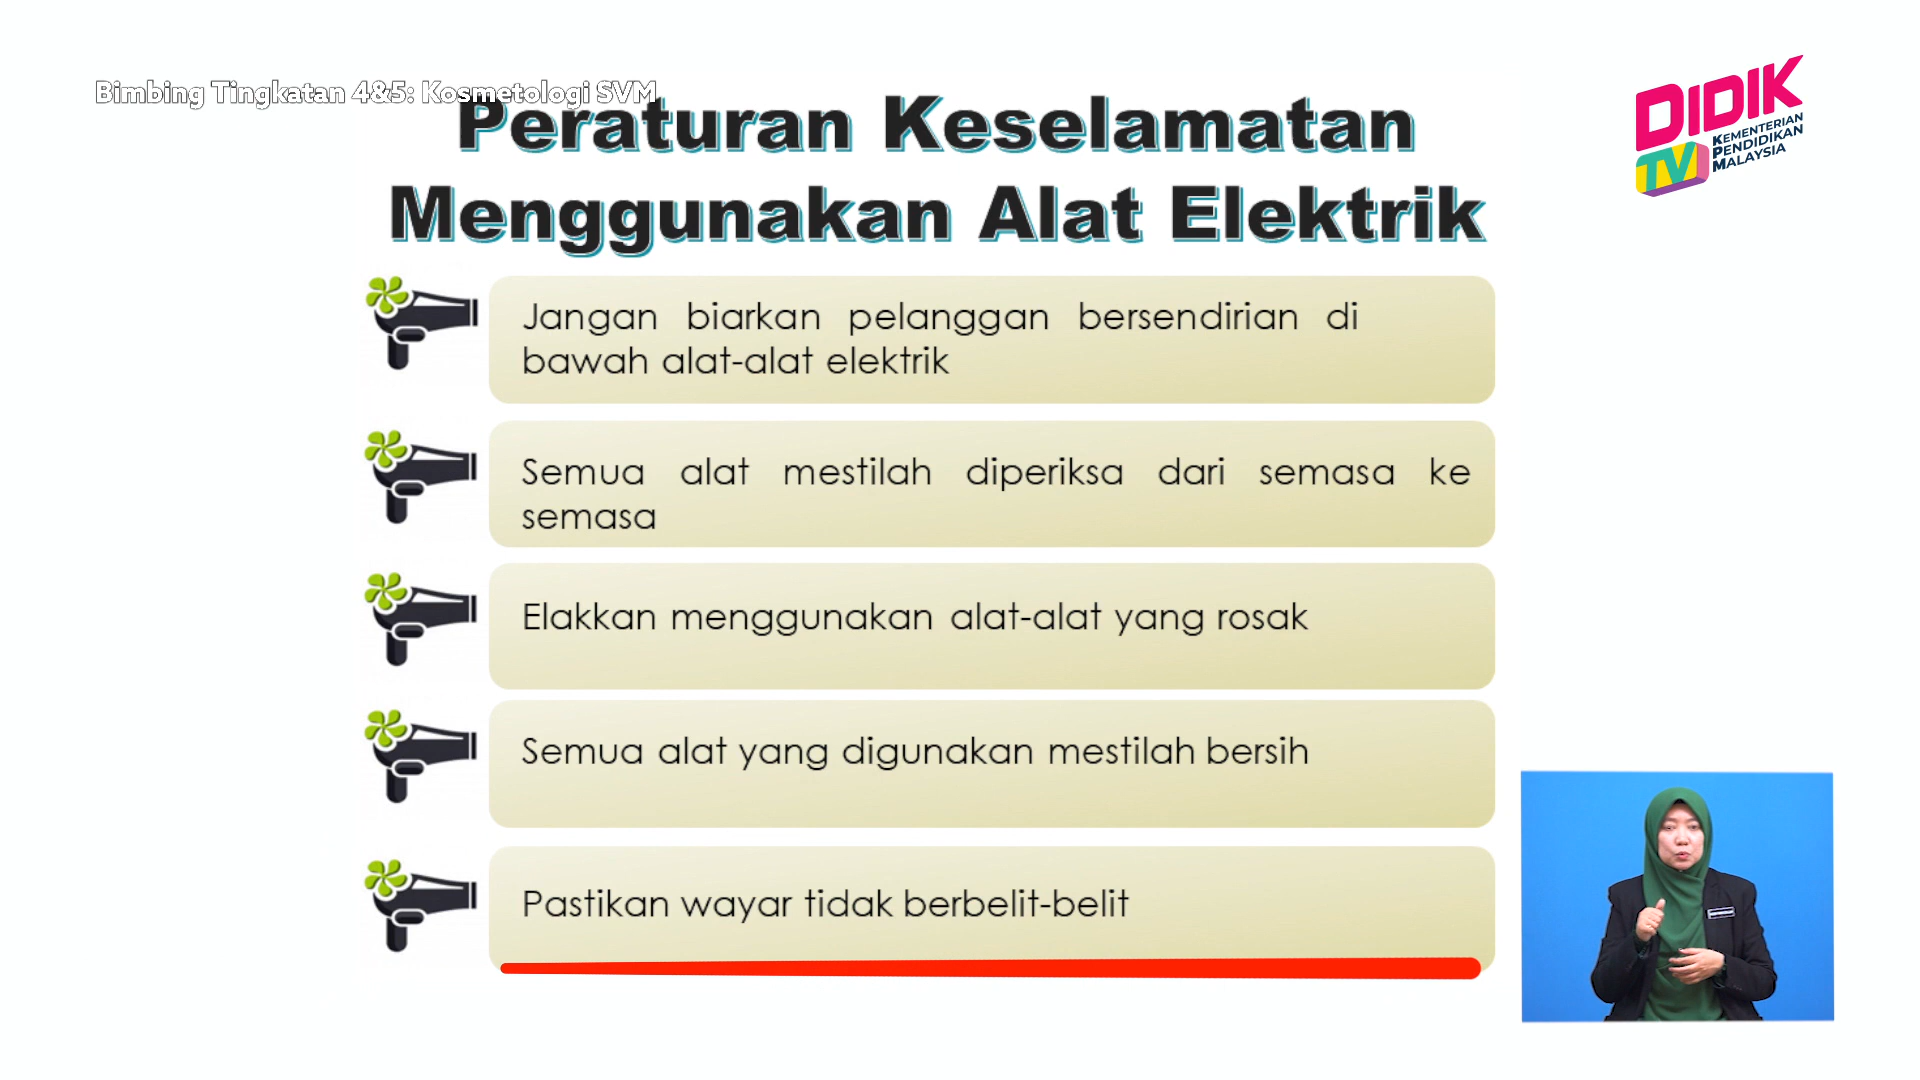 Bimbing Tingkatan 4&5: Kosmetologi SVM
DIDIK
TV
KEMENTERIAN
PENDIDIKAN
MALAYSIA
Peraturan Keselamatan
Menggunakan Alat Elektrik
Jangan biarkan pelanggan bersendirian di
bawah alat-alat elektrik
Semua alat mestilah diperiksa dari semasa ke
semasa
Elakkan menggunakan alat-alat yang rosak
Semua alat yang digunakan mestilah bersih
Pastikan wayar tidak berbelit-belit